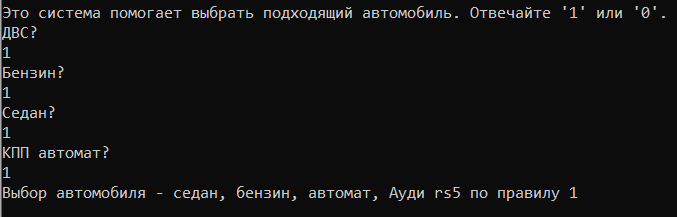 Это система помогает выбрать подходящий автомобиль. Отвечайте '1' или '0'.
ДВС?
1
Бензин?
1
Седан?
1
КПП автомат?
1
Выбор автомобиля - седан, бензин, автомат, Ауди rs5 по правилу 1